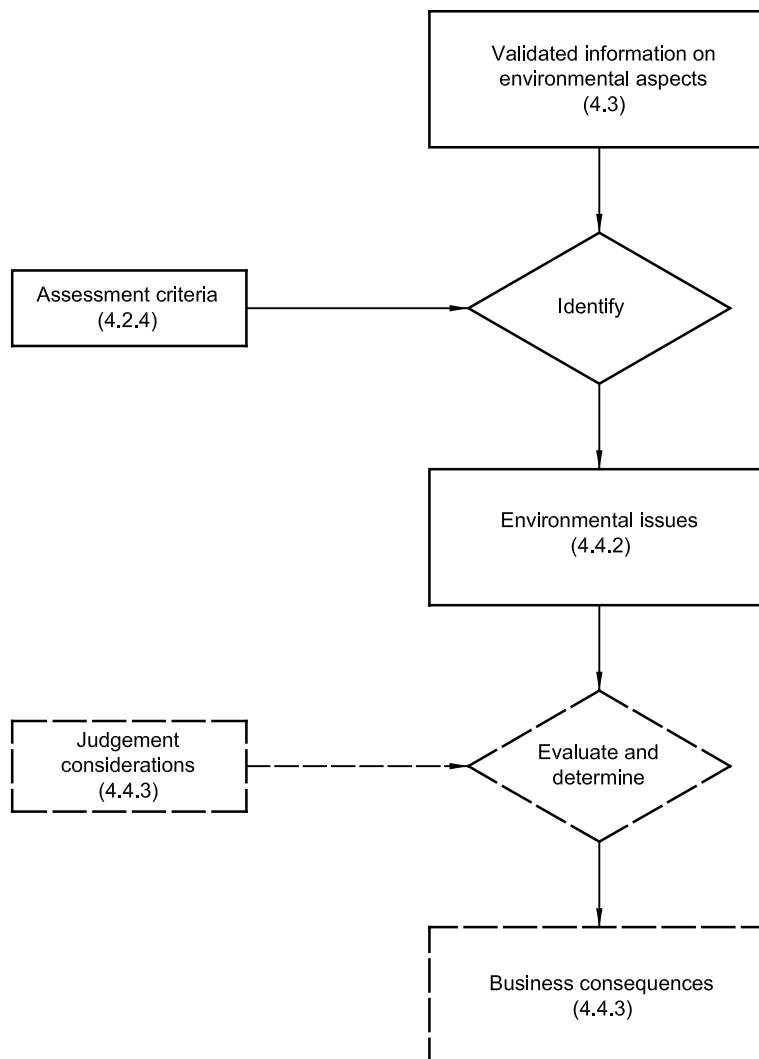 Validated information on
environmental aspects
(4.3)
Assessment criteria
(4.2.4)
Identify
Environmental issues
(4.4.2)
Judgement
considerations
(4.4.3)
Evaluate and
determine
Business consequences
(4.4.3)